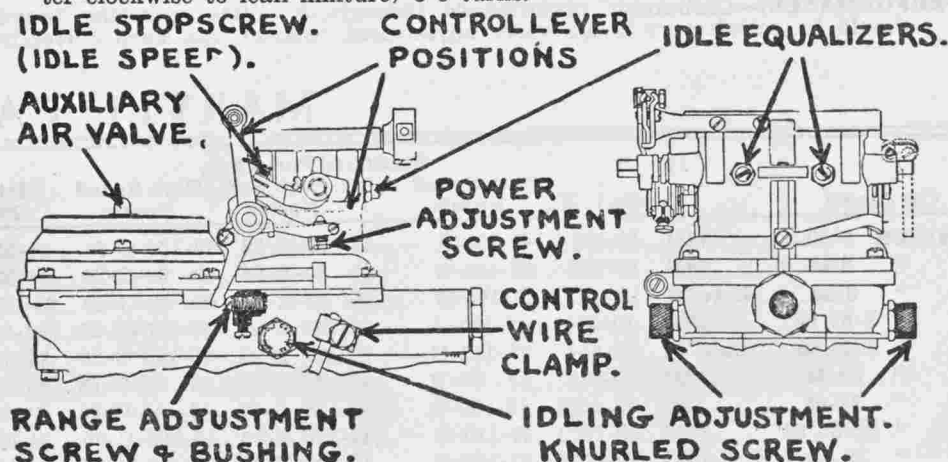 IDLE STOPSCREW.
(IDLE SPEED).
CONTROL LEVER
POSITIONS
IDLE EQUALIZERS.
AUXILIARY
AIR VALVE.
POWER
ADJUSTMENT
SCREW.
CONTROL
WIRE
CLAMP.
RANGE ADJUSTMENT
SCREW & BUSHING.
IDLING ADJUSTMENT.
KNURLED SCREW.